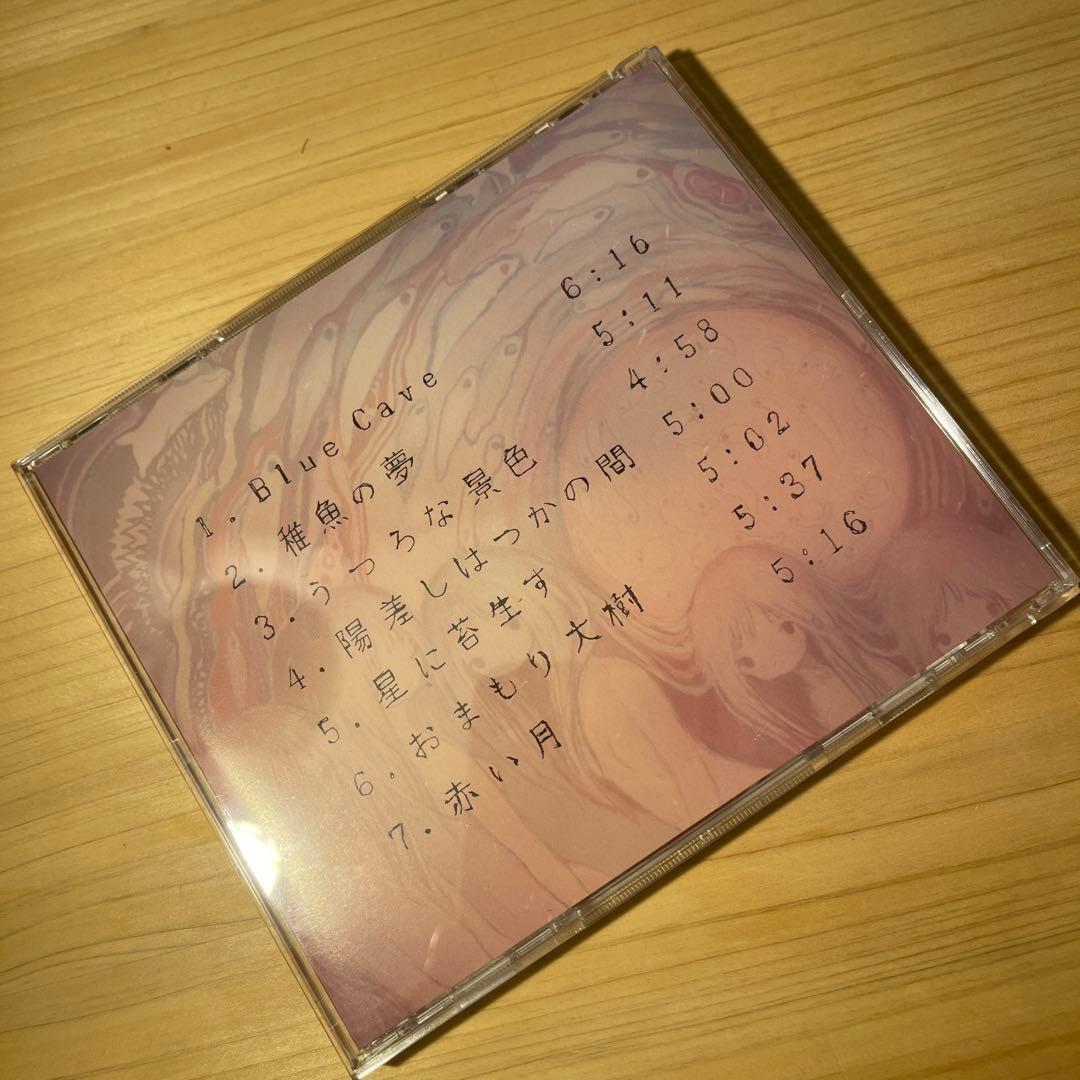 1. Blue Cave 6:16
2. 稚魚の夢 5:11
3. うつろな景色 4:58
4. 陽差しはつかの間 5:00
5. 星に苔生す 5:02
6. おまもり大樹 5:37
7. 赤い月 5:16